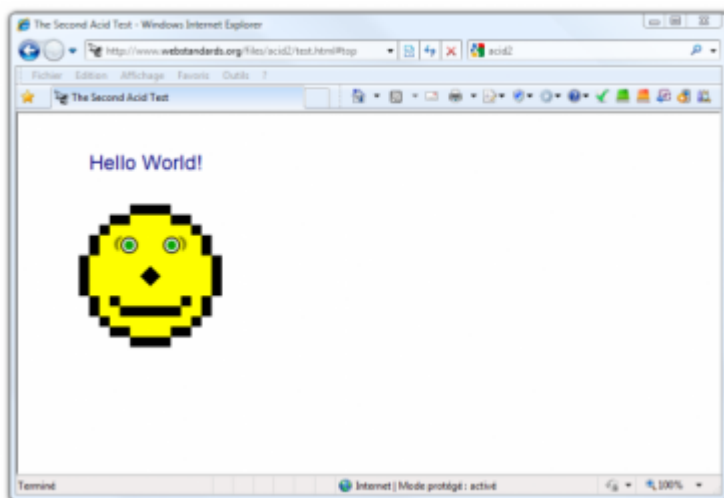 The Second Acid Test - Windows Internet Explorer
http://www.webstandards.org/files/acid2/test.html#top
acid2
Fichier Edition Affichage Favoris Outils ?
The Second Acid Test
Hello World!
Terminé
Internet | Mode protégé : activé
100%